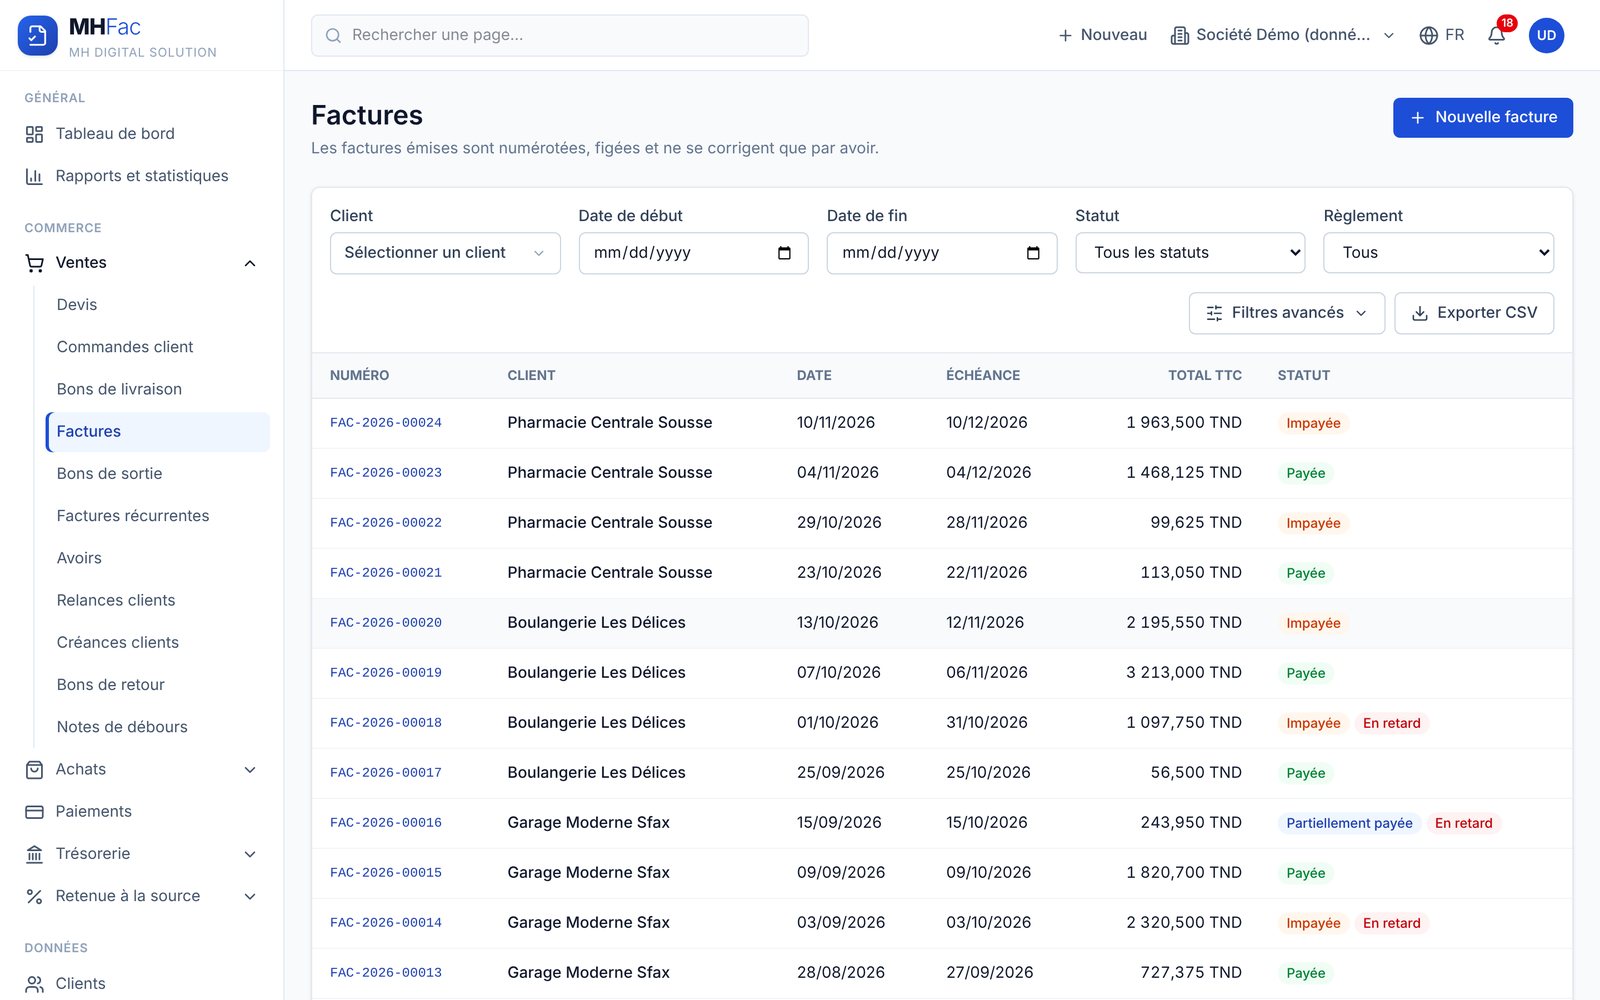 MHFac
MH DIGITAL SOLUTION
Rechercher une page...
Nouveau
Société Démo (donné...
FR
18
UD
GÉNÉRAL
Tableau de bord
Rapports et statistiques
COMMERCE
Ventes
Devis
Commandes client
Bons de livraison
Factures
Bons de sortie
Factures récurrentes
Avoirs
Relances clients
Créances clients
Bons de retour
Notes de débours
Achats
Paiements
Trésorerie
Retenue à la source
DONNÉES
Clients
Factures
Les factures émises sont numérotées, figées et ne se corrigent que par avoir.
Nouvelle facture
Client Date de début Date de fin Statut Règlement
Sélectionner un client mm/dd/yyyy mm/dd/yyyy Tous les statuts Tous
Filtres avancés Exporter CSV
NUMÉRO CLIENT DATE ÉCHÉANCE TOTAL TTC STATUT
FAC-2026-00024 Pharmacie Centrale Sousse 10/11/2026 10/12/2026 1 963,500 TND Impayée
FAC-2026-00023 Pharmacie Centrale Sousse 04/11/2026 04/12/2026 1 468,125 TND Payée
FAC-2026-00022 Pharmacie Centrale Sousse 29/10/2026 28/11/2026 99,625 TND Impayée
FAC-2026-00021 Pharmacie Centrale Sousse 23/10/2026 22/11/2026 113,050 TND Payée
FAC-2026-00020 Boulangerie Les Délices 13/10/2026 12/11/2026 2 195,550 TND Impayée
FAC-2026-00019 Boulangerie Les Délices 07/10/2026 06/11/2026 3 213,000 TND Payée
FAC-2026-00018 Boulangerie Les Délices 01/10/2026 31/10/2026 1 097,750 TND Impayée En retard
FAC-2026-00017 Boulangerie Les Délices 25/09/2026 25/10/2026 56,500 TND Payée
FAC-2026-00016 Garage Moderne Sfax 15/09/2026 15/10/2026 243,950 TND Partiellement payée En retard
FAC-2026-00015 Garage Moderne Sfax 09/09/2026 09/10/2026 1 820,700 TND Payée
FAC-2026-00014 Garage Moderne Sfax 03/09/2026 03/10/2026 2 320,500 TND Impayée En retard
FAC-2026-00013 Garage Moderne Sfax 28/08/2026 27/09/2026 727,375 TND Payée